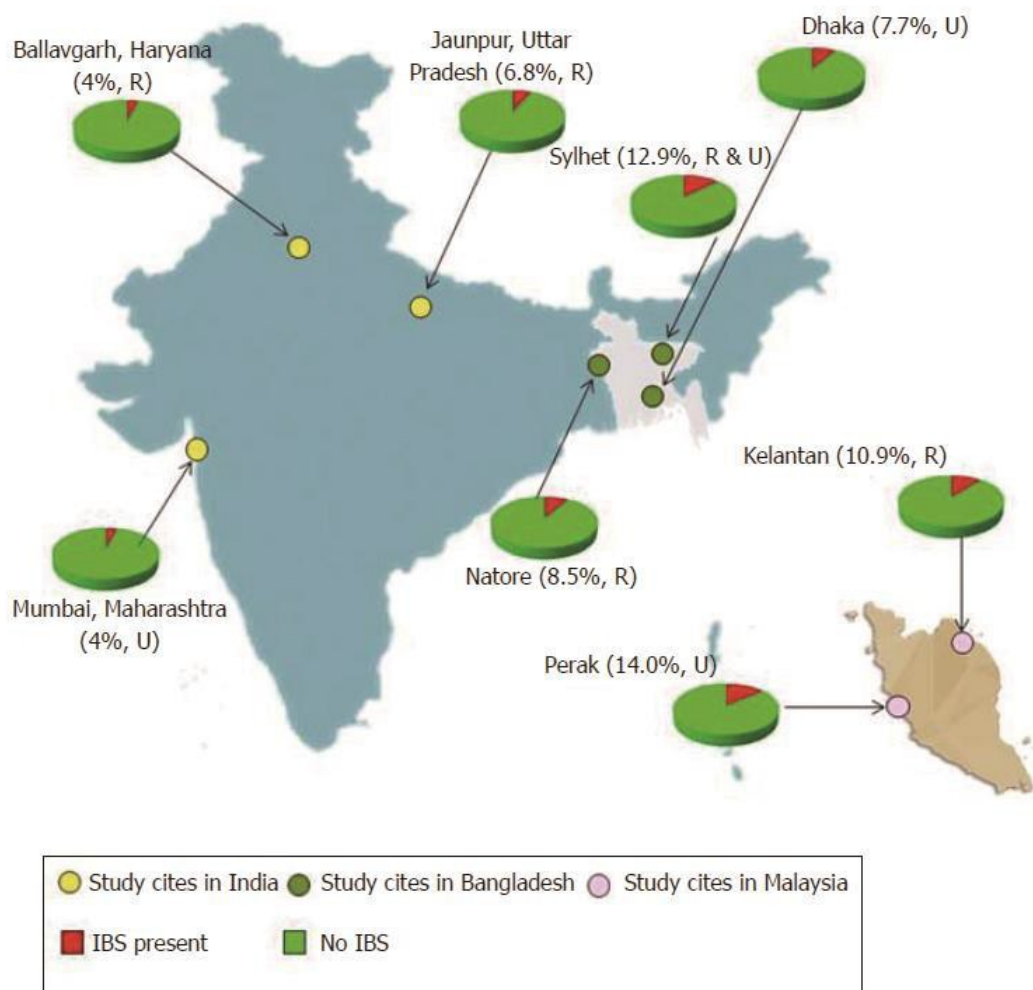 Ballavgarh, Haryana
(4%, R)
Jaunpur, Uttar
Pradesh (6.8%, R)
Dhaka (7.7%, U)
Sylhet (12.9%, R & U)
Kelantan (10.9%, R)
Natore (8.5%, R)
Mumbai, Maharashtra
(4%, U)
Perak (14.0%, U)
Study cites in India
Study cites in Bangladesh
Study cites in Malaysia
IBS present
No IBS